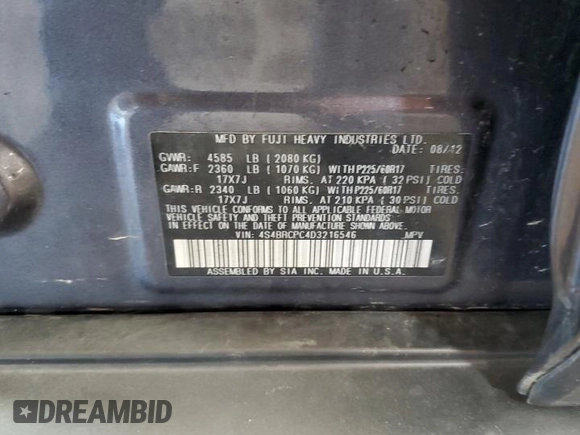 MFD BY FUJI HEAVY INDUSTRIES LTD.
DATE: 08/12
GVWR: 4585 LB ( 2080 KG)
GAWR:F 2360 LB ( 1070 KG) WITH P225/60R17 TIRES.
17X7J RIMS. AT 220 KPA ( 32 PSI) COLD
GAWR:R 2340 LB ( 1060 KG) WITH P225/60R17 TIRES.
17X7J RIMS. AT 210 KPA ( 30 PSI) COLD
THIS VEHICLE CONFORMS TO ALL APPLICABLE FEDERAL MOTOR
VEHICLE SAFETY AND THEFT PREVENTION STANDARDS
IN EFFECT ON THE DATE OF MANUFACTURE SHOWN ABOVE.
VIN: 4S4BRCPC4D3216546 MPV
ASSEMBLED BY SIA INC. MADE IN U.S.A.
DREAMBID